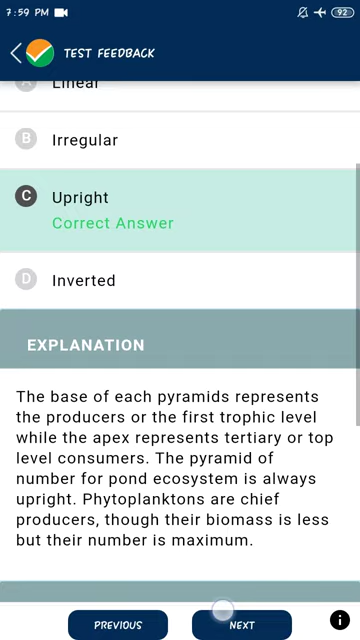 7:59 PM
92
TEST FEEDBACK
A Linear
B Irregular
C Upright
Correct Answer
D Inverted
EXPLANATION
The base of each pyramids represents
the producers or the first trophic level
while the apex represents tertiary or top
level consumers. The pyramid of
number for pond ecosystem is always
upright. Phytoplanktons are chief
producers, though their biomass is less
but their number is maximum.
PREVIOUS
NEXT